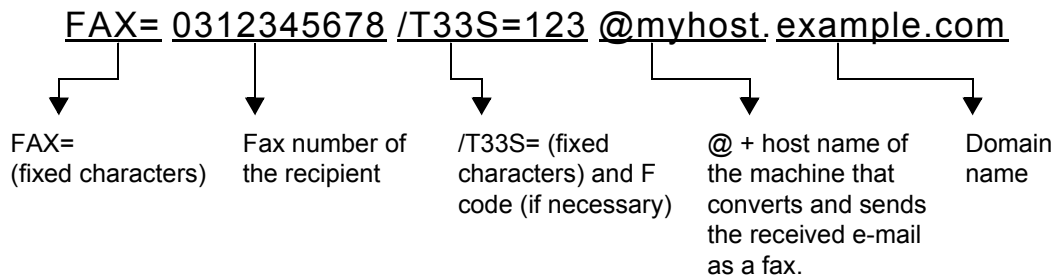 FAX= 0312345678 /T33S=123 @myhost. example.com
FAX=
(fixed characters)
Fax number of
the recipient
/T33S= (fixed
characters) and F
code (if necessary)
@ + host name of
the machine that
converts and sends
the received e-mail
as a fax.
Domain
name